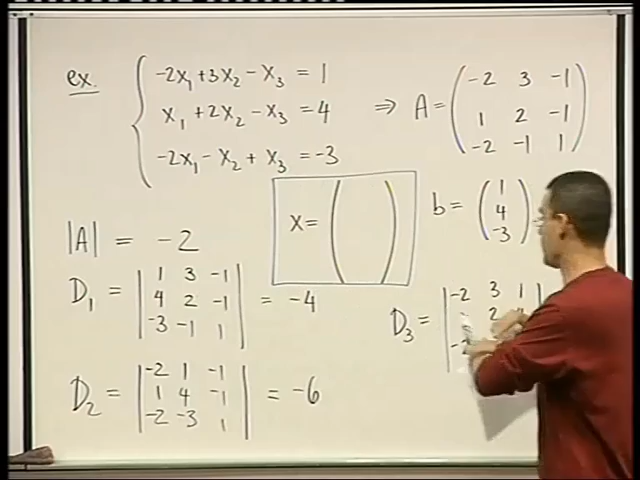 ex. -2x₁+3x₂-x₃=1
x₁+2x₂-x₃=4
-2x₁-x₂+x₃=-3
⇒ A= -2 3 -1
1 2 -1
-2 -1 1
x=
b= 1
4
-3
|A| = -2
D₁ = 1 3 -1
4 2 -1
-3 -1 1
= -4
D₂ = -2 1 -1
1 4 -1
-2 -3 1
= -6
D₃ = -2 3 1
2